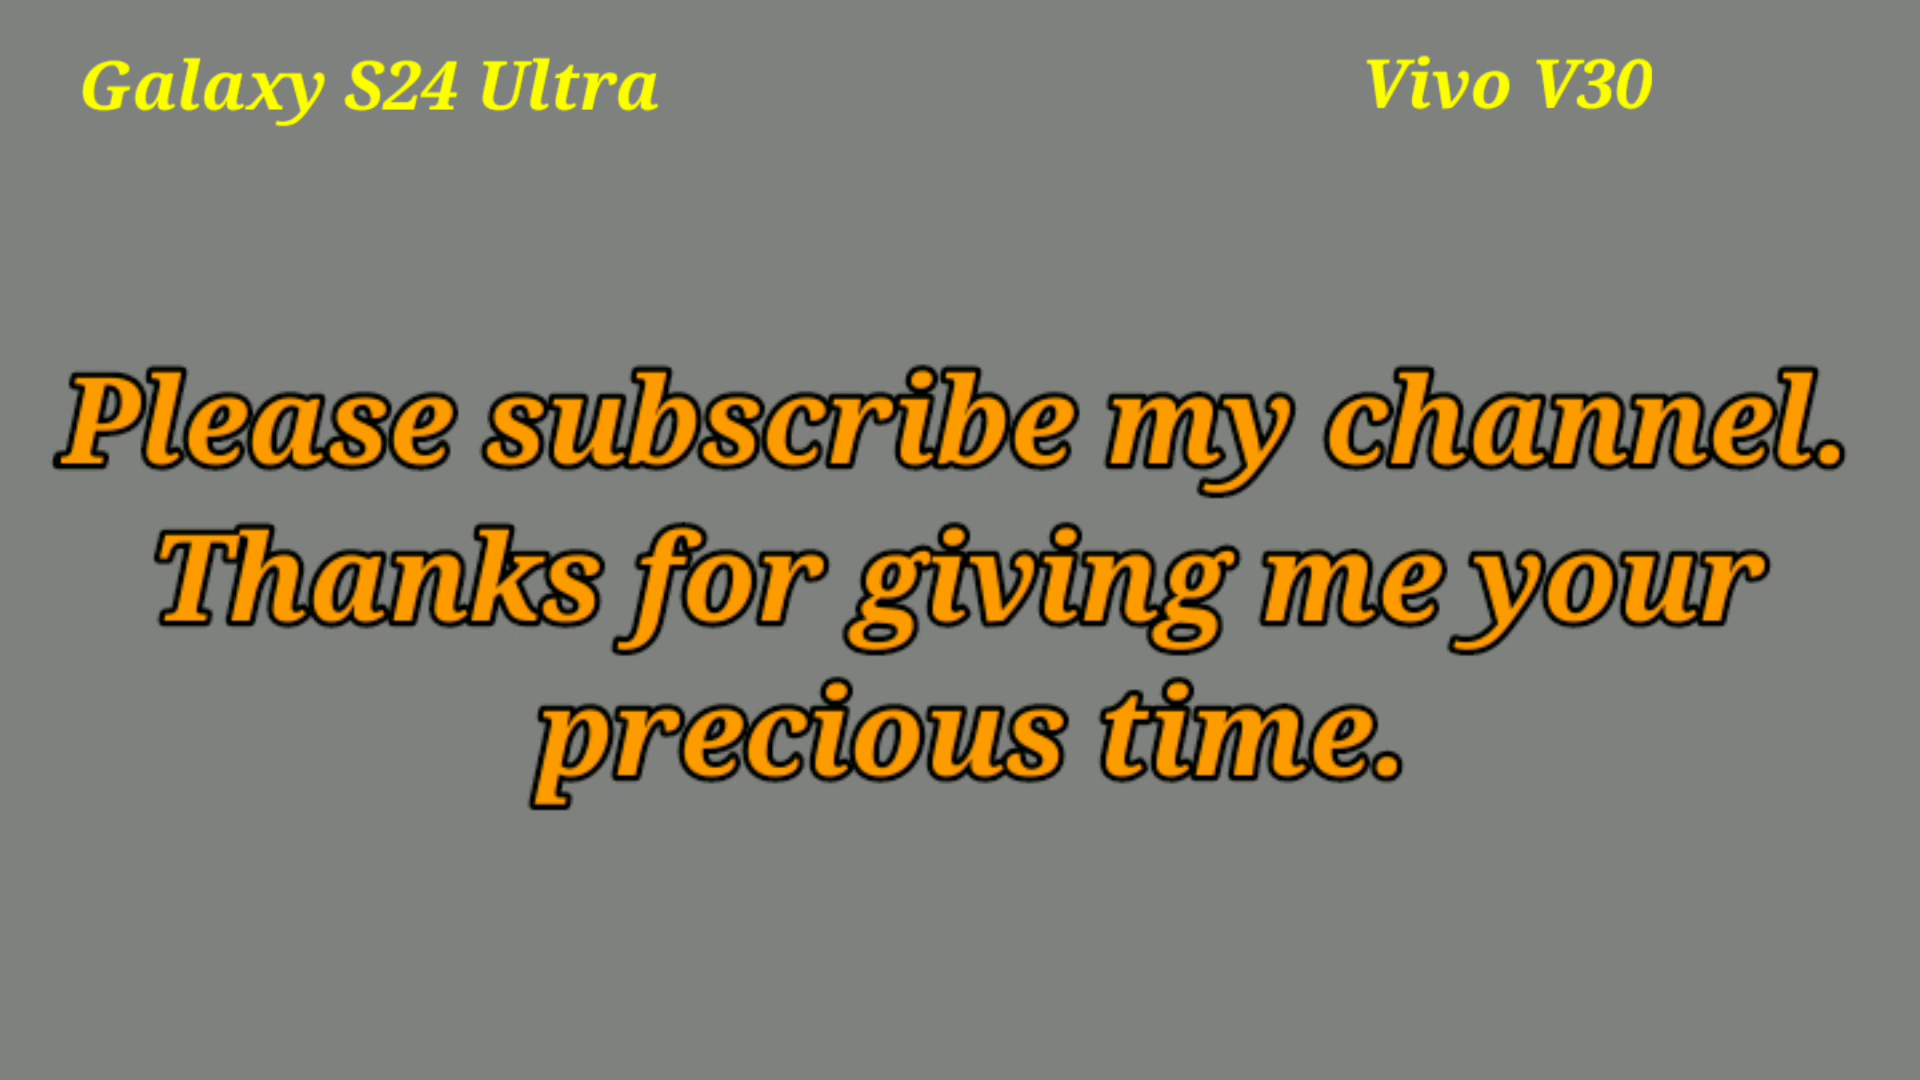 Galaxy S24 Ultra
Vivo V30
Please subscribe my channel.
Thanks for giving me your
precious time.